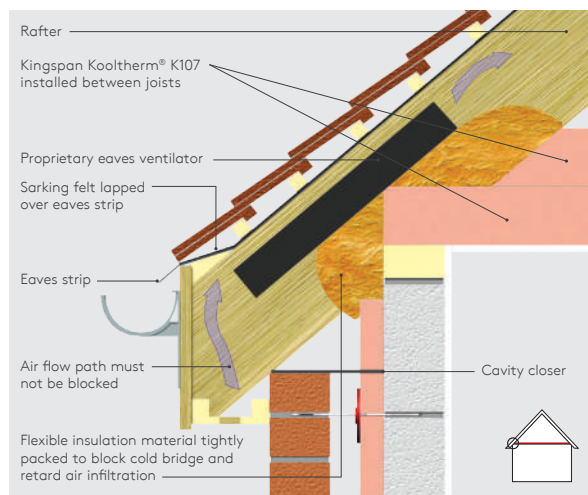 Rafter
Kingspan Kooltherm® K107
installed between joists
Proprietary eaves ventilator
Sarking felt lapped
over eaves strip
Eaves strip
Air flow path must
not be blocked
Cavity closer
Flexible insulation material tightly
packed to block cold bridge and
retard air infiltration